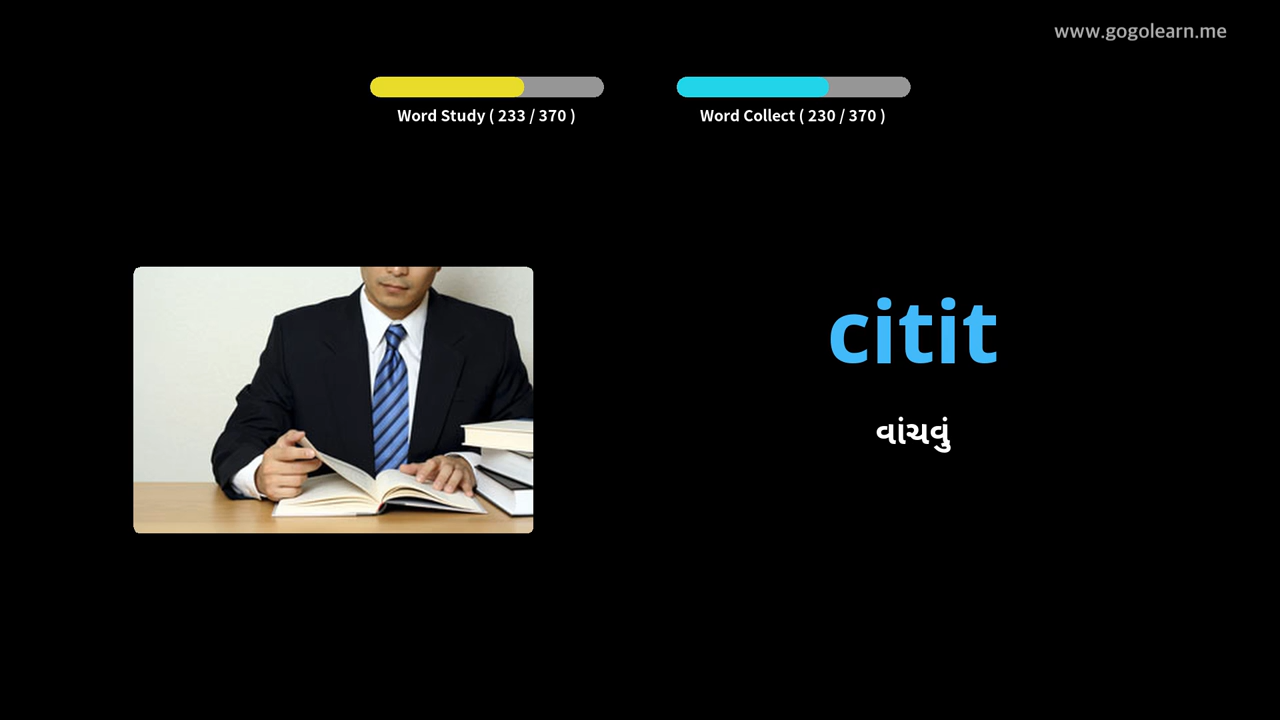 www.gogolearn.me
Word Study ( 233 / 370 )
Word Collect ( 230 / 370 )
citit
વાંચવું